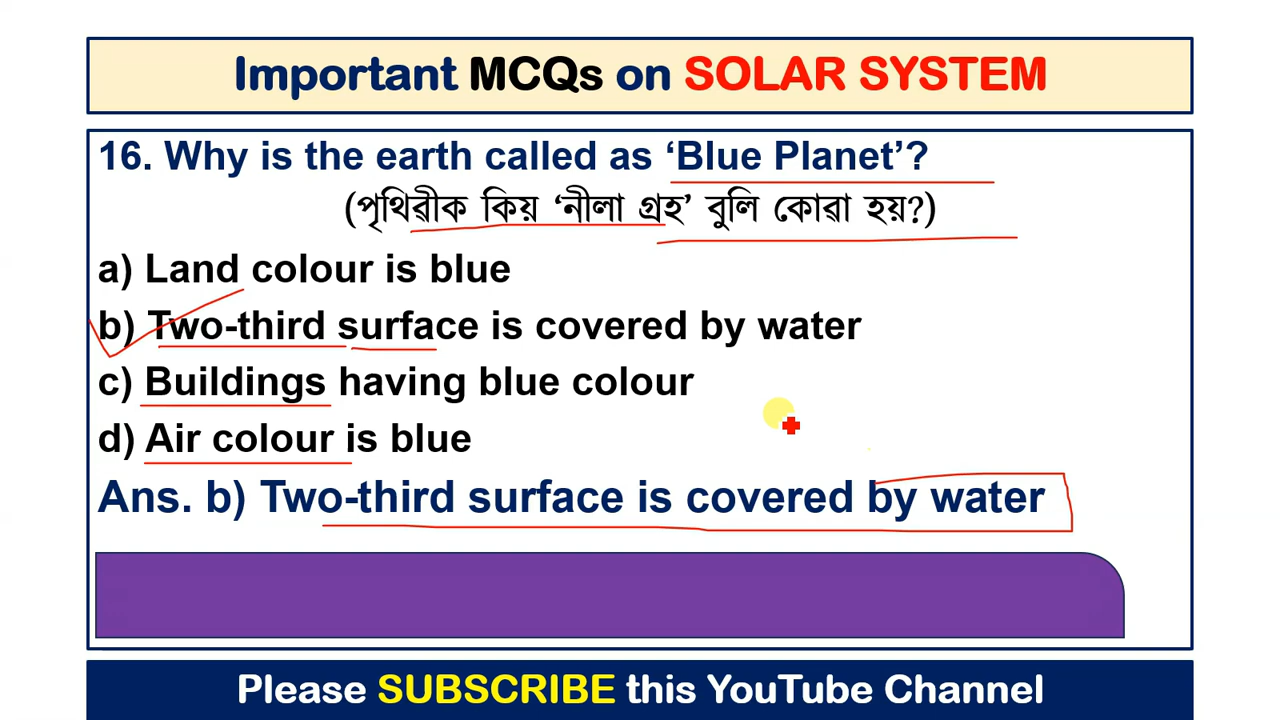 Important MCQs on SOLAR SYSTEM
16. Why is the earth called as ‘Blue Planet’?
(পৃথিৱীক কিয় ‘নীলা গ্ৰহ’ বুলি কোৱা হয়?)
a) Land colour is blue
b) Two-third surface is covered by water
c) Buildings having blue colour
d) Air colour is blue
Ans. b) Two-third surface is covered by water
Please SUBSCRIBE this YouTube Channel